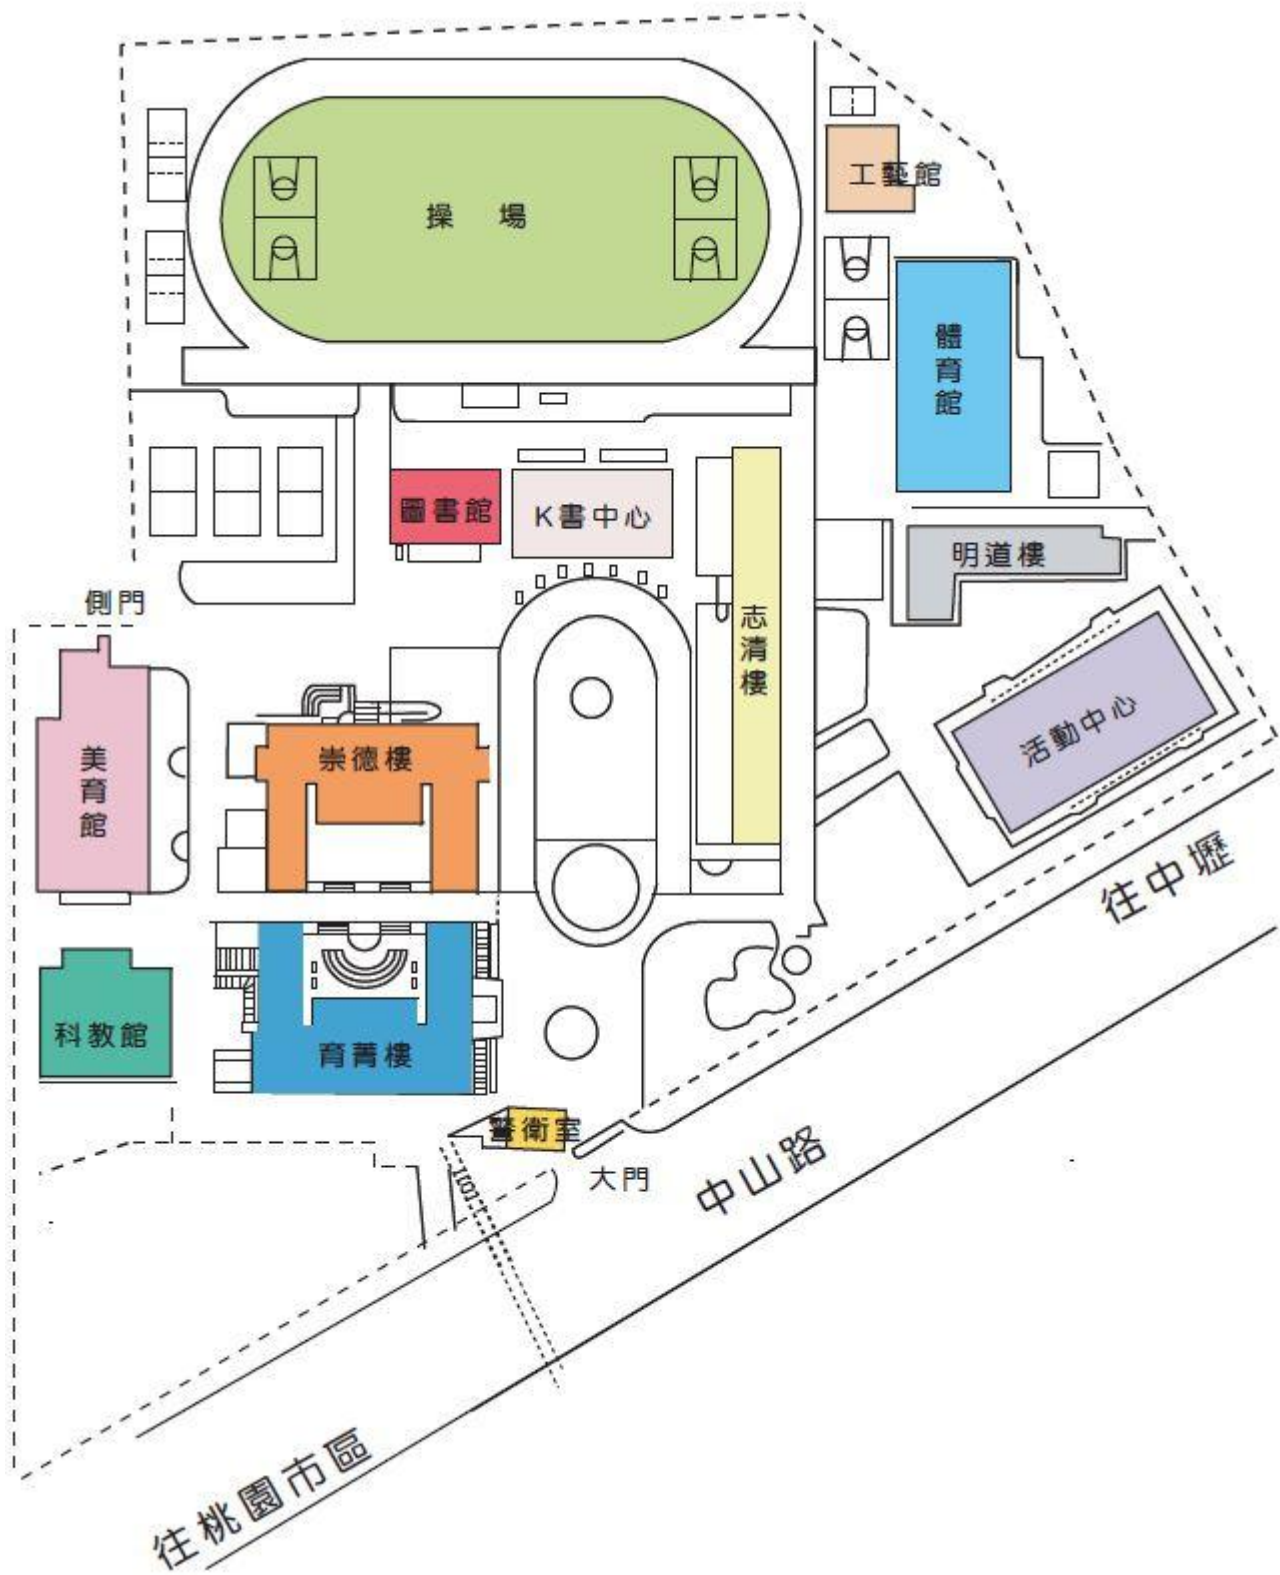 工藝館
操場
體育館
圖書館
K書中心
明道樓
側門
志清樓
活動中心
美育館
崇德樓
往中壢
科教館
育菁樓
警衛室
大門
中山路
往桃園市區